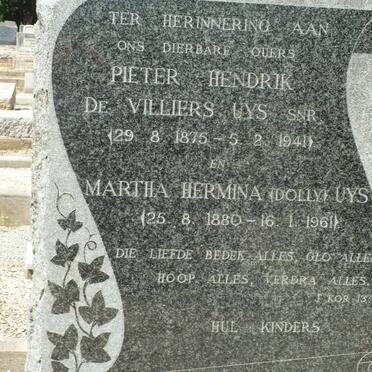 TER HERINNERING AAN
ONS DIERBARE OUERS
PIETER HENDRIK
DE VILLIERS UYS SNR.
(29. 8. 1875 - 5. 2. 1941)
EN
MARTHA HERMINA (DOLLY) UYS
(25. 8. 1880 - 16. 1. 1961)
DIE LIEFDE BEDEK ALLES, GLO ALLES
HOOP ALLES, VERDRA ALLES,
I KOR. 13
HUL KINDERS